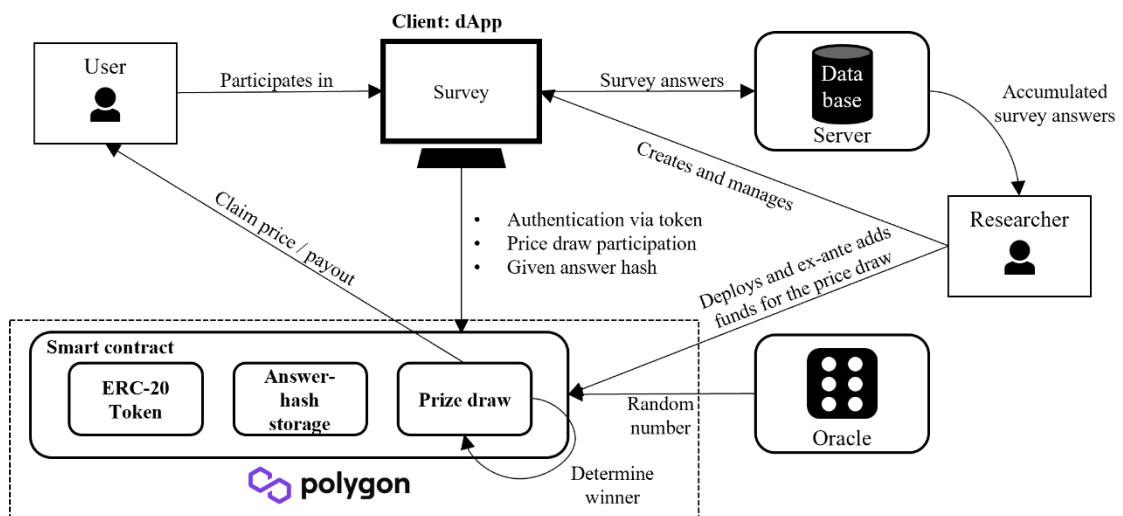 Client: dApp
User
Participates in
Survey
Survey answers
Data
base
Server
Accumulated
survey answers
Creates and manages
Researcher
Claim price / payout
• Authentication via token
• Price draw participation
• Given answer hash
Deploys and ex-ante adds
funds for the price draw
Smart contract
ERC-20
Token
Answer-
hash
storage
Prize draw
Random
number
Oracle
Determine
winner
polygon